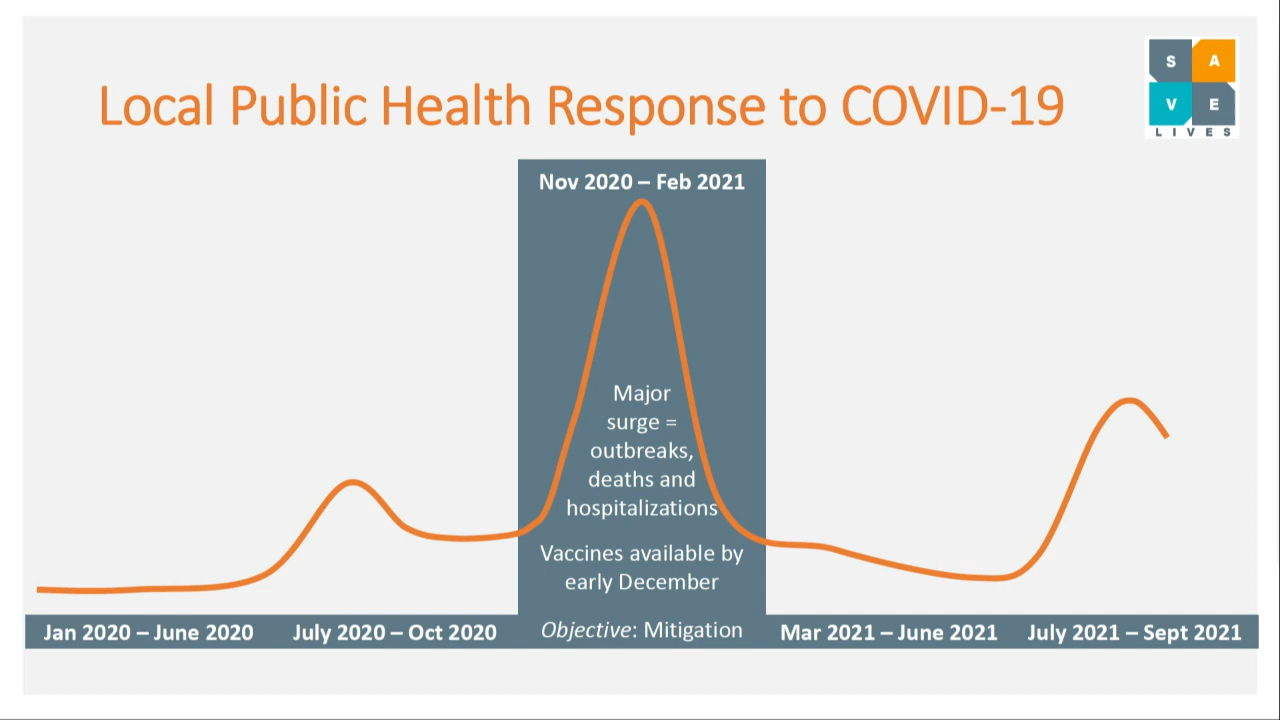 Local Public Health Response to COVID-19
S A
V E
LIVES
Nov 2020 – Feb 2021
Major
surge =
outbreaks,
deaths and
hospitalizations
Vaccines available by
early December
Objective: Mitigation
Jan 2020 – June 2020
July 2020 – Oct 2020
Mar 2021 – June 2021
July 2021 – Sept 2021